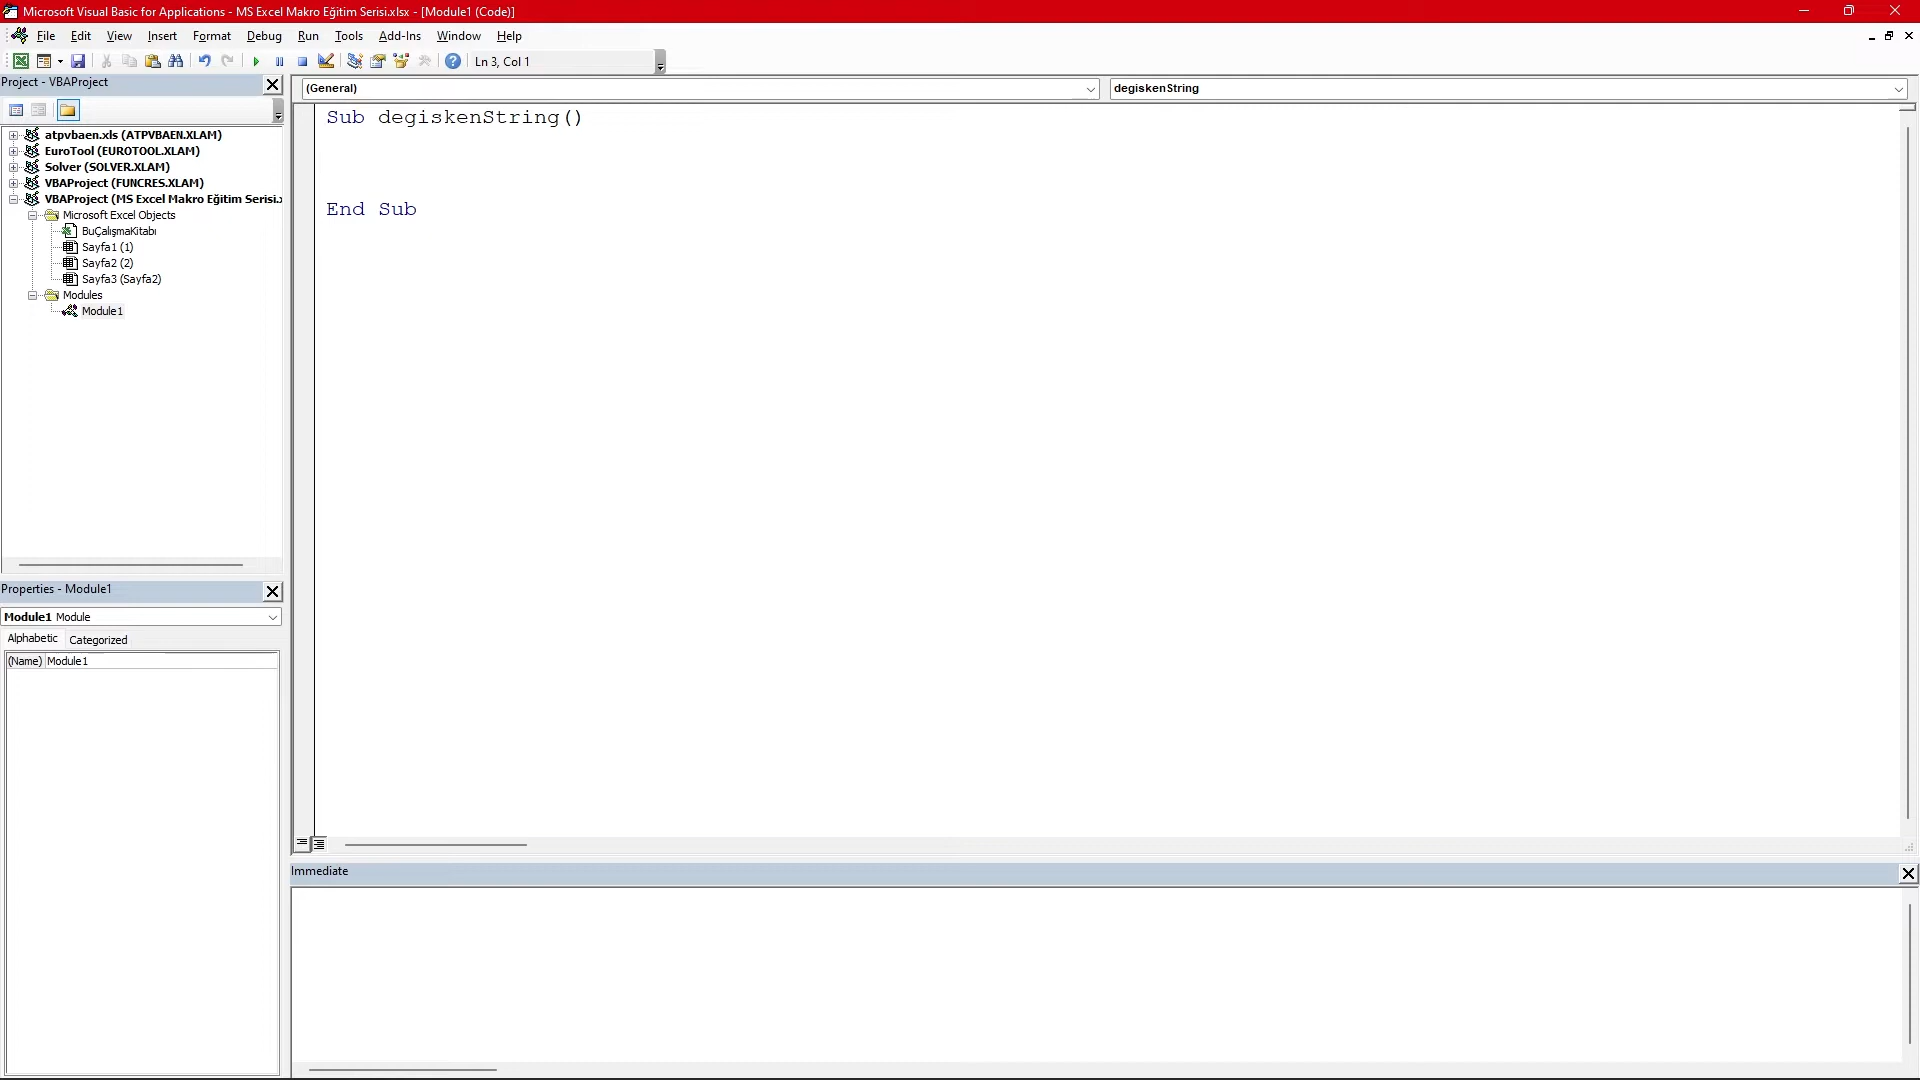 Microsoft Visual Basic for Applications - MS Excel Makro Eğitim Serisi.xlsx - [Module1 (Code)]
File Edit View Insert Format Debug Run Tools Add-Ins Window Help
Ln 3, Col 1
Project - VBAProject
(General)
degiskenString
atpvbaen.xls (ATPVBAEN.XLAM)
EuroTool (EUROTOOL.XLAM)
Solver (SOLVER.XLAM)
VBAProject (FUNCRES.XLAM)
VBAProject (MS Excel Makro Eğitim Serisi.x
Microsoft Excel Objects
BuÇalışmaKitabı
Sayfa1 (1)
Sayfa2 (2)
Sayfa3 (Sayfa2)
Modules
Module1
Sub degiskenString()
End Sub
Properties - Module1
Module1 Module
Alphabetic Categorized
(Name) Module1
Immediate